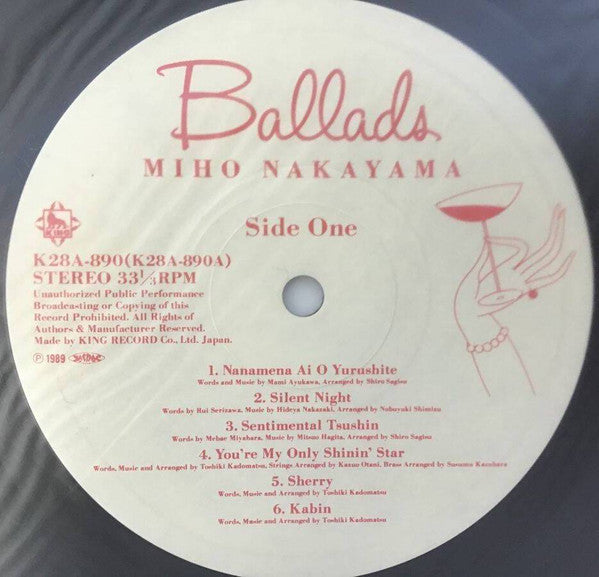 Ballads
MIHO NAKAYAMA
Side One
KING
K28A-890(K28A-890A)
STEREO 33⅓RPM
Unauthorized Public Performance
Broadcasting or Copying of this
Record Prohibited. All Rights of
Authors & Manufacturer Reserved.
Made by KING RECORD Co., Ltd. Japan.
Ⓟ 1989
1. Nanamena Ai O Yurushite
Words and Music by Mami Ayukawa, Arranged by Shiro Sagisu
2. Silent Night
Words by Rui Serizawa, Music by Hideya Nakazaki, Arranged by Nobuyuki Shimizu
3. Sentimental Tsushin
Words by Mebae Miyahara, Music by Mitsuo Hagita, Arranged by Shiro Sagisu
4. You're My Only Shinin' Star
Words, Music and Arranged by Toshiki Kadomatsu, Strings Arranged by Kazuo Otani, Brass Arranged by Susumu Kazuhara
5. Sherry
Words, Music and Arranged by Toshiki Kadomatsu
6. Kabin
Words, Music and Arranged by Toshiki Kadomatsu